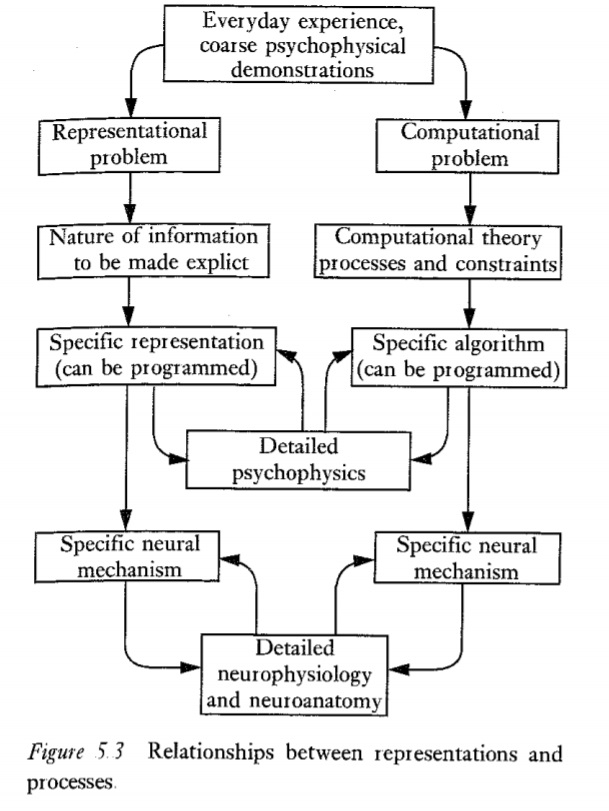 Everyday experience,
coarse psychophysical
demonstrations
Representational
problem
Computational
problem
Nature of information
to be made explict
Computational theory
processes and constraints
Specific representation
(can be programmed)
Specific algorithm
(can be programmed)
Detailed
psychophysics
Specific neural
mechanism
Specific neural
mechanism
Detailed
neurophysiology
and neuroanatomy
Figure 5.3 Relationships between representations and
processes.